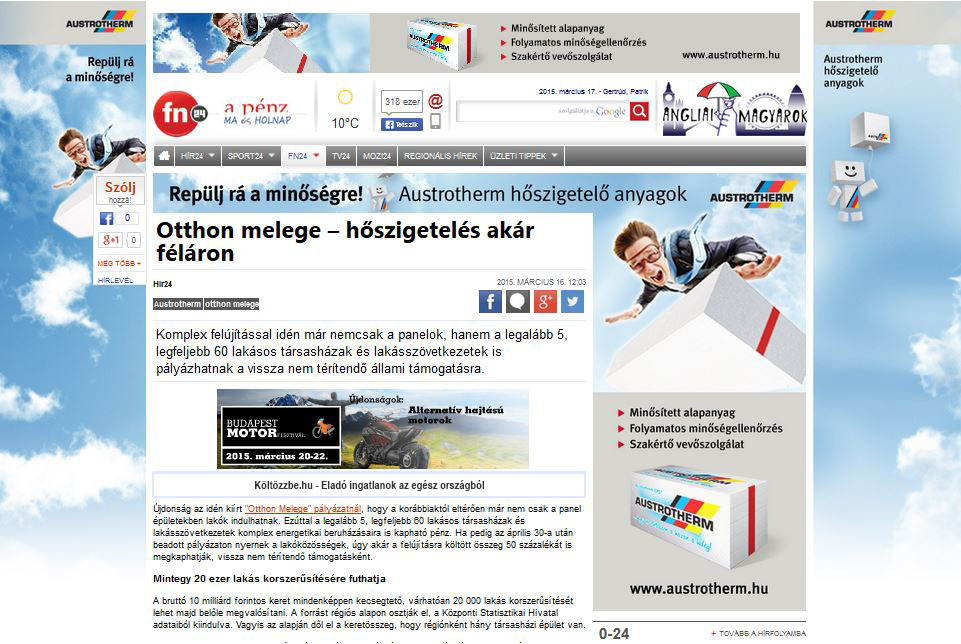 AUSTROTHERM
Repülj rá
a minőségre!
AUSTROTHERM
Minősített alapanyag
Folyamatos minőségellenőrzés
Szakértő vevőszolgálat
www.austrotherm.hu
AUSTROTHERM
Austrotherm
hőszigetelő
anyagok
fn24
a pénz
MA és HOLNAP
10°C
318 ezer
@
Tetszik
2015. március 17. - Gertrúd, Patrik
szolgáltatja a Google
ANGLIAI MAGYAROK
HÍR24
SPORT24
FN24
TV24
MOZI24
REGIONÁLIS HÍREK
ÜZLETI TIPPEK
Repülj rá a minőségre! Austrotherm hőszigetelő anyagok AUSTROTHERM
Szólj
hozzá!
0
g+1 0
MÉG TÖBB +
HÍRLEVÉL
Otthon melege – hőszigetelés akár
féláron
Hír24
2015. MÁRCIUS 16. 12:03
Austrotherm otthon melege
Komplex felújítással idén már nemcsak a panelok, hanem a legalább 5,
legfeljebb 60 lakásos társasházak és lakásszövetkezetek is
pályázhatnak a vissza nem térítendő állami támogatásra.
BUDAPEST
MOTOR FESZTIVÁL
2015. március 20-22.
Újdonságok:
Alternatív hajtású
motorok
Költözzbe.hu - Eladó ingatlanok az egész országból
Újdonság az idén kiírt "Otthon Melege" pályázatnál, hogy a korábbiaktól eltérően már nem csak a panel
épületekben lakók indulhatnak. Ezúttal a legalább 5, legfeljebb 60 lakásos társasházak és
lakásszövetkezetek komplex energetikai beruházásaira is kapható pénz. Ha pedig az április 30-a után
beadott pályázaton nyernek a lakóközösségek, úgy akár a felújításra költött összeg 50 százalékát is
megkaphatják, vissza nem térítendő támogatásként.
Mintegy 20 ezer lakás korszerűsítésére futhatja
A bruttó 10 milliárd forintos keret mindenképpen kecsegtető, várhatóan 20 000 lakás korszerűsítését
lehet majd belőle megvalósítani. A forrást régiós alapon osztják el, a Központi Statisztikai Hivatal
adataiból kiindulva. Vagyis az alapján dől el a keretösszeg, hogy régiónként hány társasházi épület van.
Minősített alapanyag
Folyamatos minőségellenőrzés
Szakértő vevőszolgálat
AUSTROTHERM
www.austrotherm.hu
0-24
+ TOVÁBB A HÍRFOLYAMBA